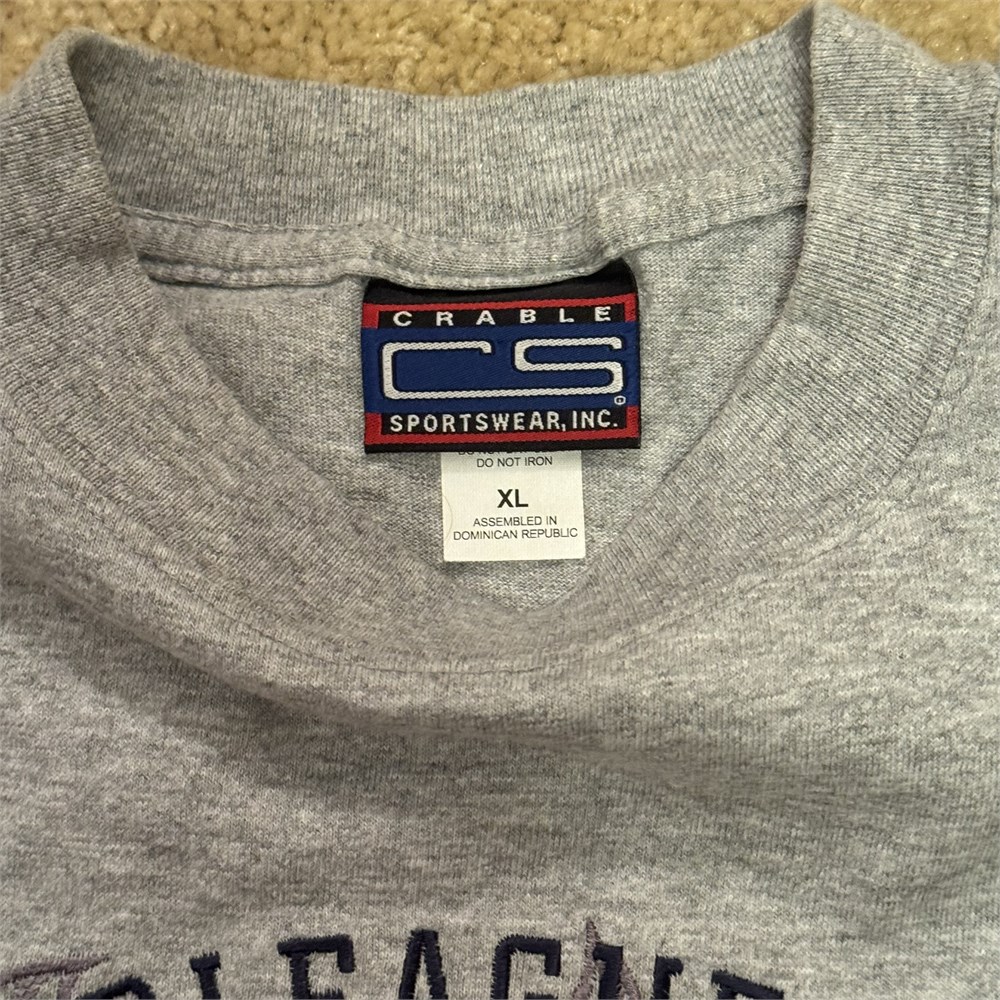 CRABLE
CS
SPORTSWEAR, INC.
DO NOT IRON
XL
ASSEMBLED IN
DOMINICAN REPUBLIC